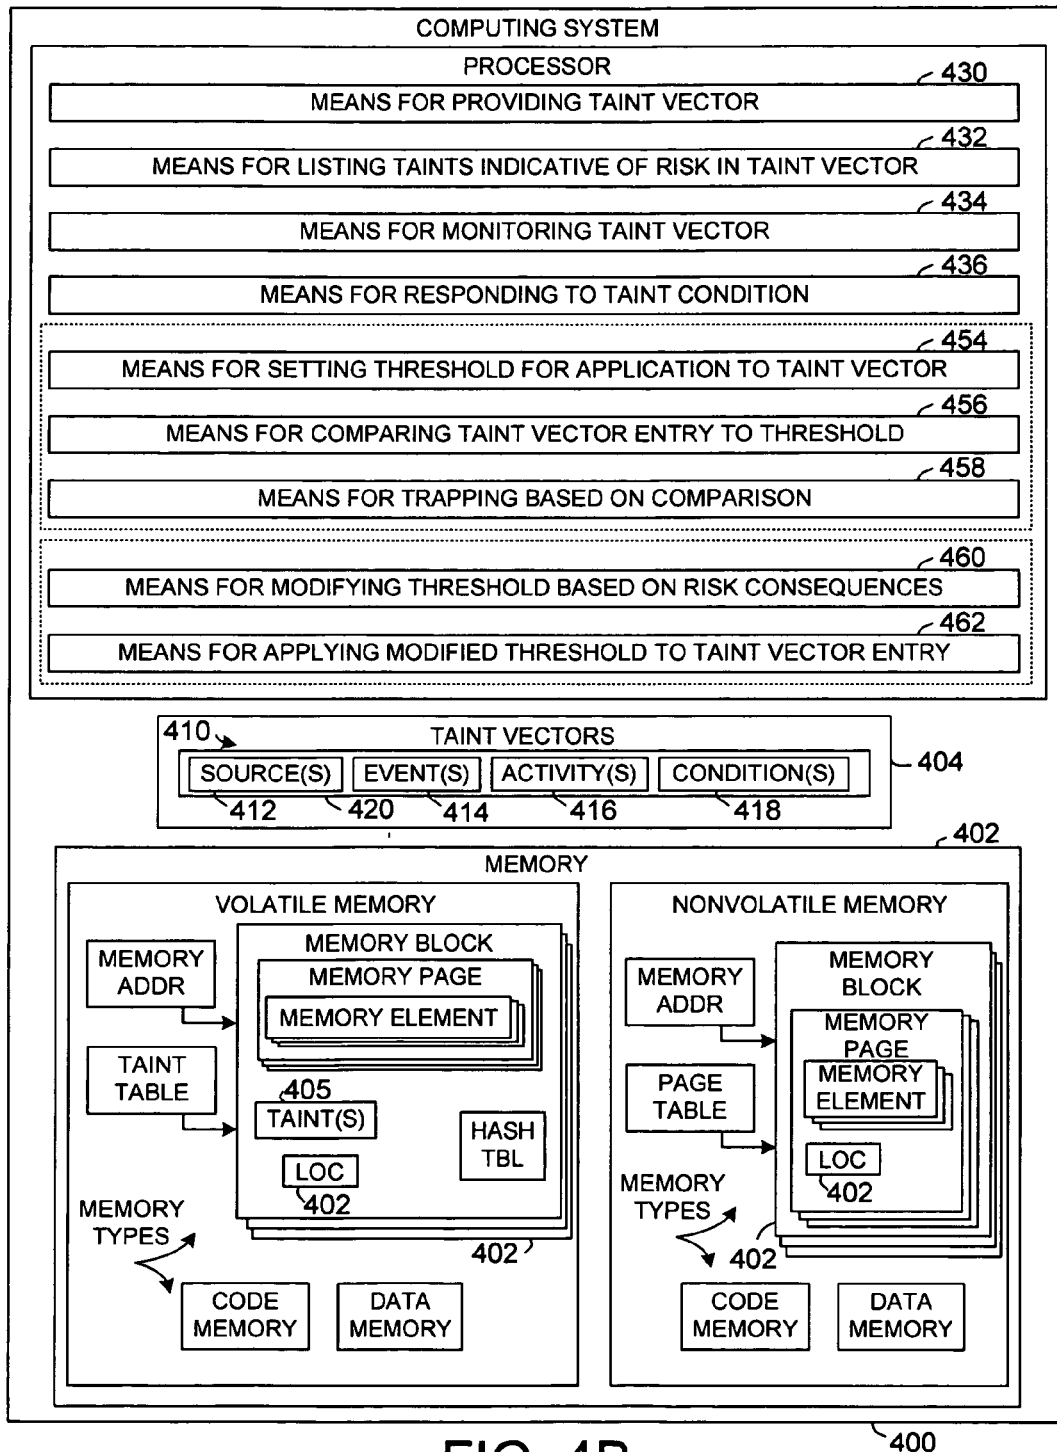 COMPUTING SYSTEM
PROCESSOR
430
MEANS FOR PROVIDING TAINT VECTOR
432
MEANS FOR LISTING TAINTS INDICATIVE OF RISK IN TAINT VECTOR
434
MEANS FOR MONITORING TAINT VECTOR
436
MEANS FOR RESPONDING TO TAINT CONDITION
454
MEANS FOR SETTING THRESHOLD FOR APPLICATION TO TAINT VECTOR
456
MEANS FOR COMPARING TAINT VECTOR ENTRY TO THRESHOLD
458
MEANS FOR TRAPPING BASED ON COMPARISON
460
MEANS FOR MODIFYING THRESHOLD BASED ON RISK CONSEQUENCES
462
MEANS FOR APPLYING MODIFIED THRESHOLD TO TAINT VECTOR ENTRY
410
TAINT VECTORS
404
SOURCE(S) EVENT(S) ACTIVITY(S) CONDITION(S)
412 420 414 416 418
402
MEMORY
VOLATILE MEMORY
MEMORY
ADDR
MEMORY BLOCK
MEMORY PAGE
MEMORY ELEMENT
TAINT
TABLE
405
TAINT(S)
HASH
TBL
LOC
402
MEMORY
TYPES
402
CODE
MEMORY
DATA
MEMORY
NONVOLATILE MEMORY
MEMORY
ADDR
MEMORY
BLOCK
MEMORY
PAGE
MEMORY
ELEMENT
PAGE
TABLE
LOC
402
MEMORY
TYPES
402
CODE
MEMORY
DATA
MEMORY
400
FIG. 4B